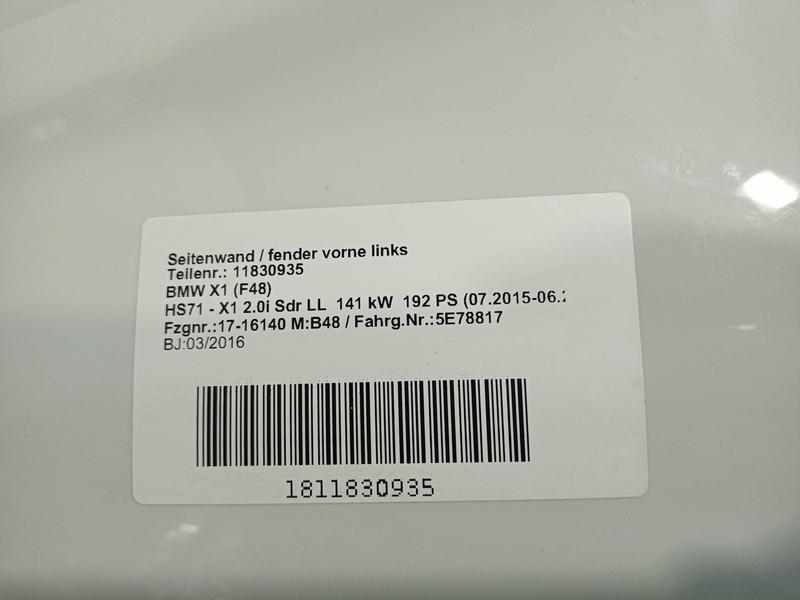 Seitenwand / fender vorne links
Teilenr.: 11830935
BMW X1 (F48)
HS71 - X1 2.0i Sdr LL 141 kW 192 PS (07.2015-06.2
Fzgnr.:17-16140 M:B48 / Fahrg.Nr.:5E78817
BJ:03/2016
1811830935